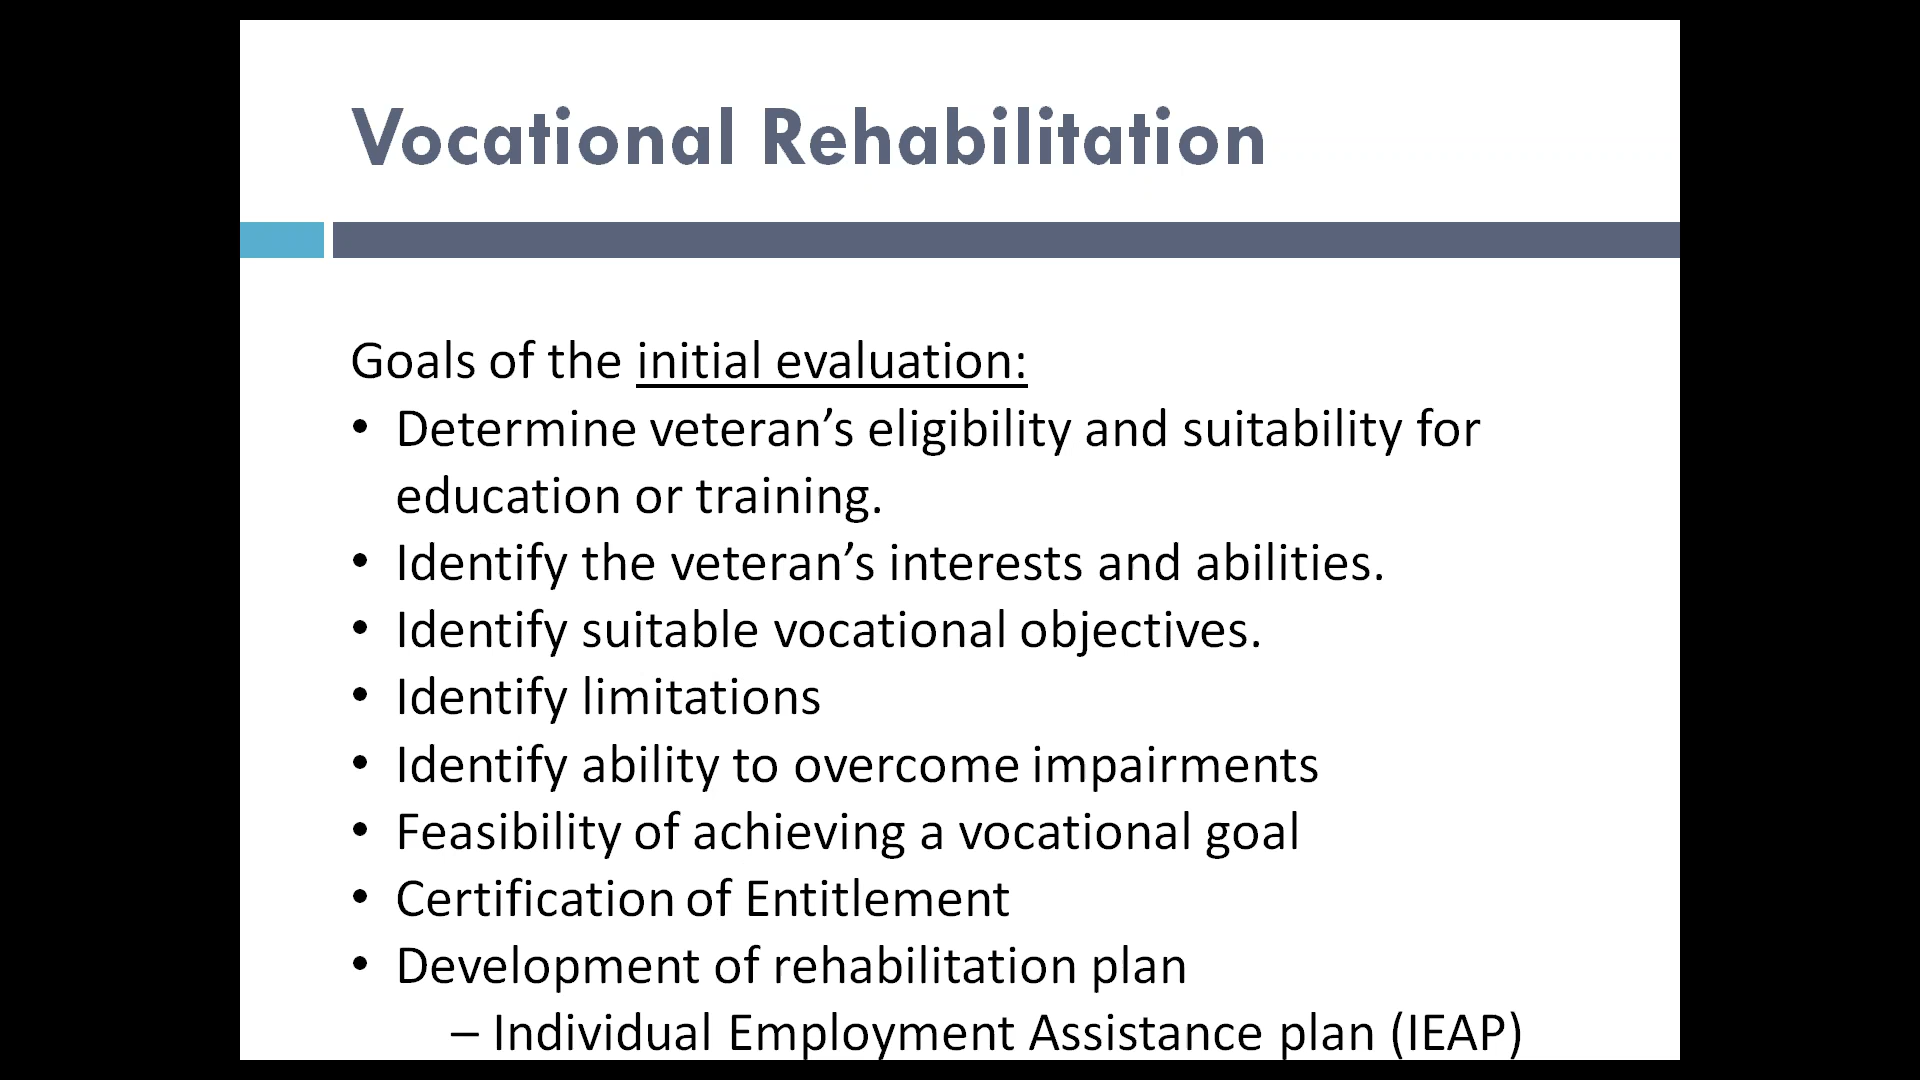 Vocational Rehabilitation
Goals of the initial evaluation:
• Determine veteran’s eligibility and suitability for
education or training.
• Identify the veteran’s interests and abilities.
• Identify suitable vocational objectives.
• Identify limitations
• Identify ability to overcome impairments
• Feasibility of achieving a vocational goal
• Certification of Entitlement
• Development of rehabilitation plan
– Individual Employment Assistance plan (IEAP)